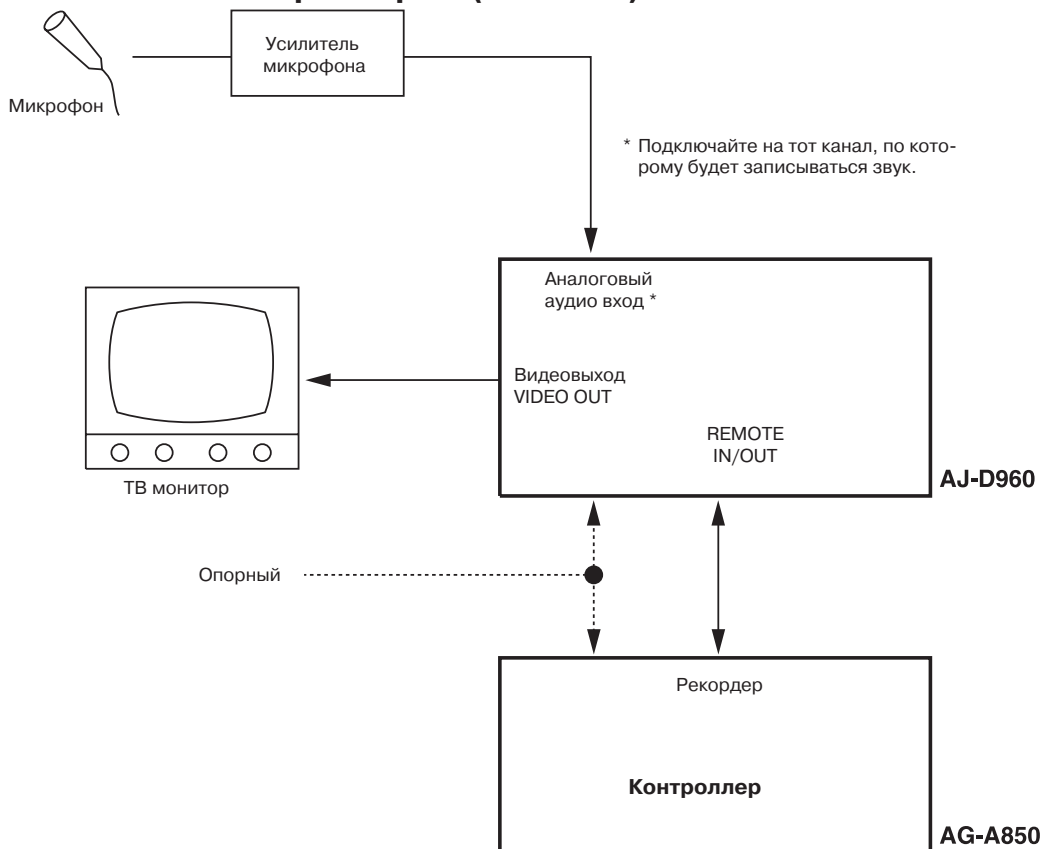 Усилитель
микрофона
Микрофон
* Подключайте на тот канал, по кото-
рому будет записываться звук.
Аналоговый
аудио вход *
Видеовыход
VIDEO OUT
REMOTE
IN/OUT
AJ-D960
ТВ монитор
Опорный
Рекордер
Контроллер
AG-A850